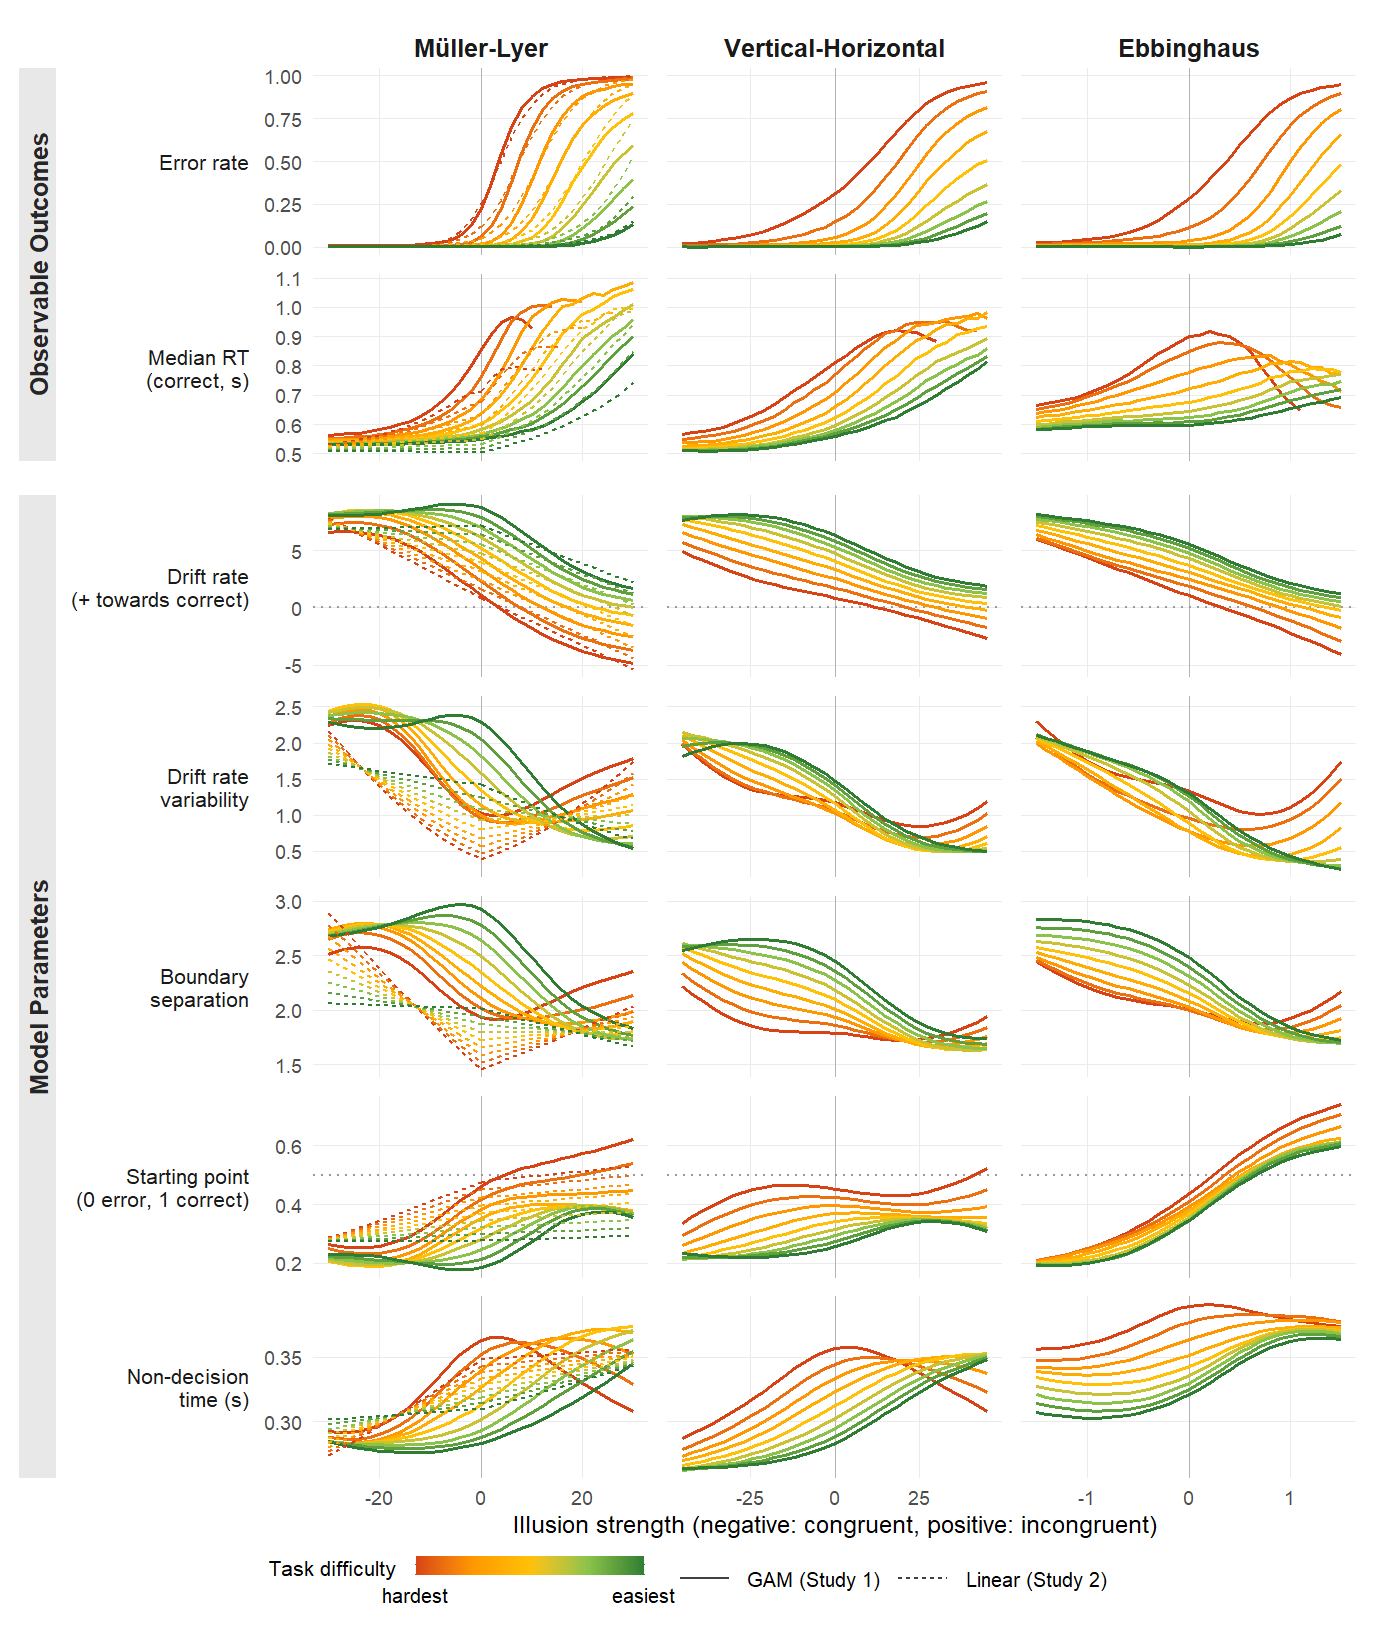 Müller-Lyer
Vertical-Horizontal
Ebbinghaus
Observable Outcomes
Error rate
1.00
0.75
0.50
0.25
0.00
Median RT
(correct, s)
1.1
1.0
0.9
0.8
0.7
0.6
0.5
Model Parameters
Drift rate
(+ towards correct)
5
0
-5
Drift rate
variability
2.5
2.0
1.5
1.0
0.5
Boundary
separation
3.0
2.5
2.0
1.5
Starting point
(0 error, 1 correct)
0.6
0.4
0.2
Non-decision
time (s)
0.35
0.30
-20 0 20
-25 0 25
-1 0 1
Illusion strength (negative: congruent, positive: incongruent)
Task difficulty
hardest easiest
GAM (Study 1)
Linear (Study 2)